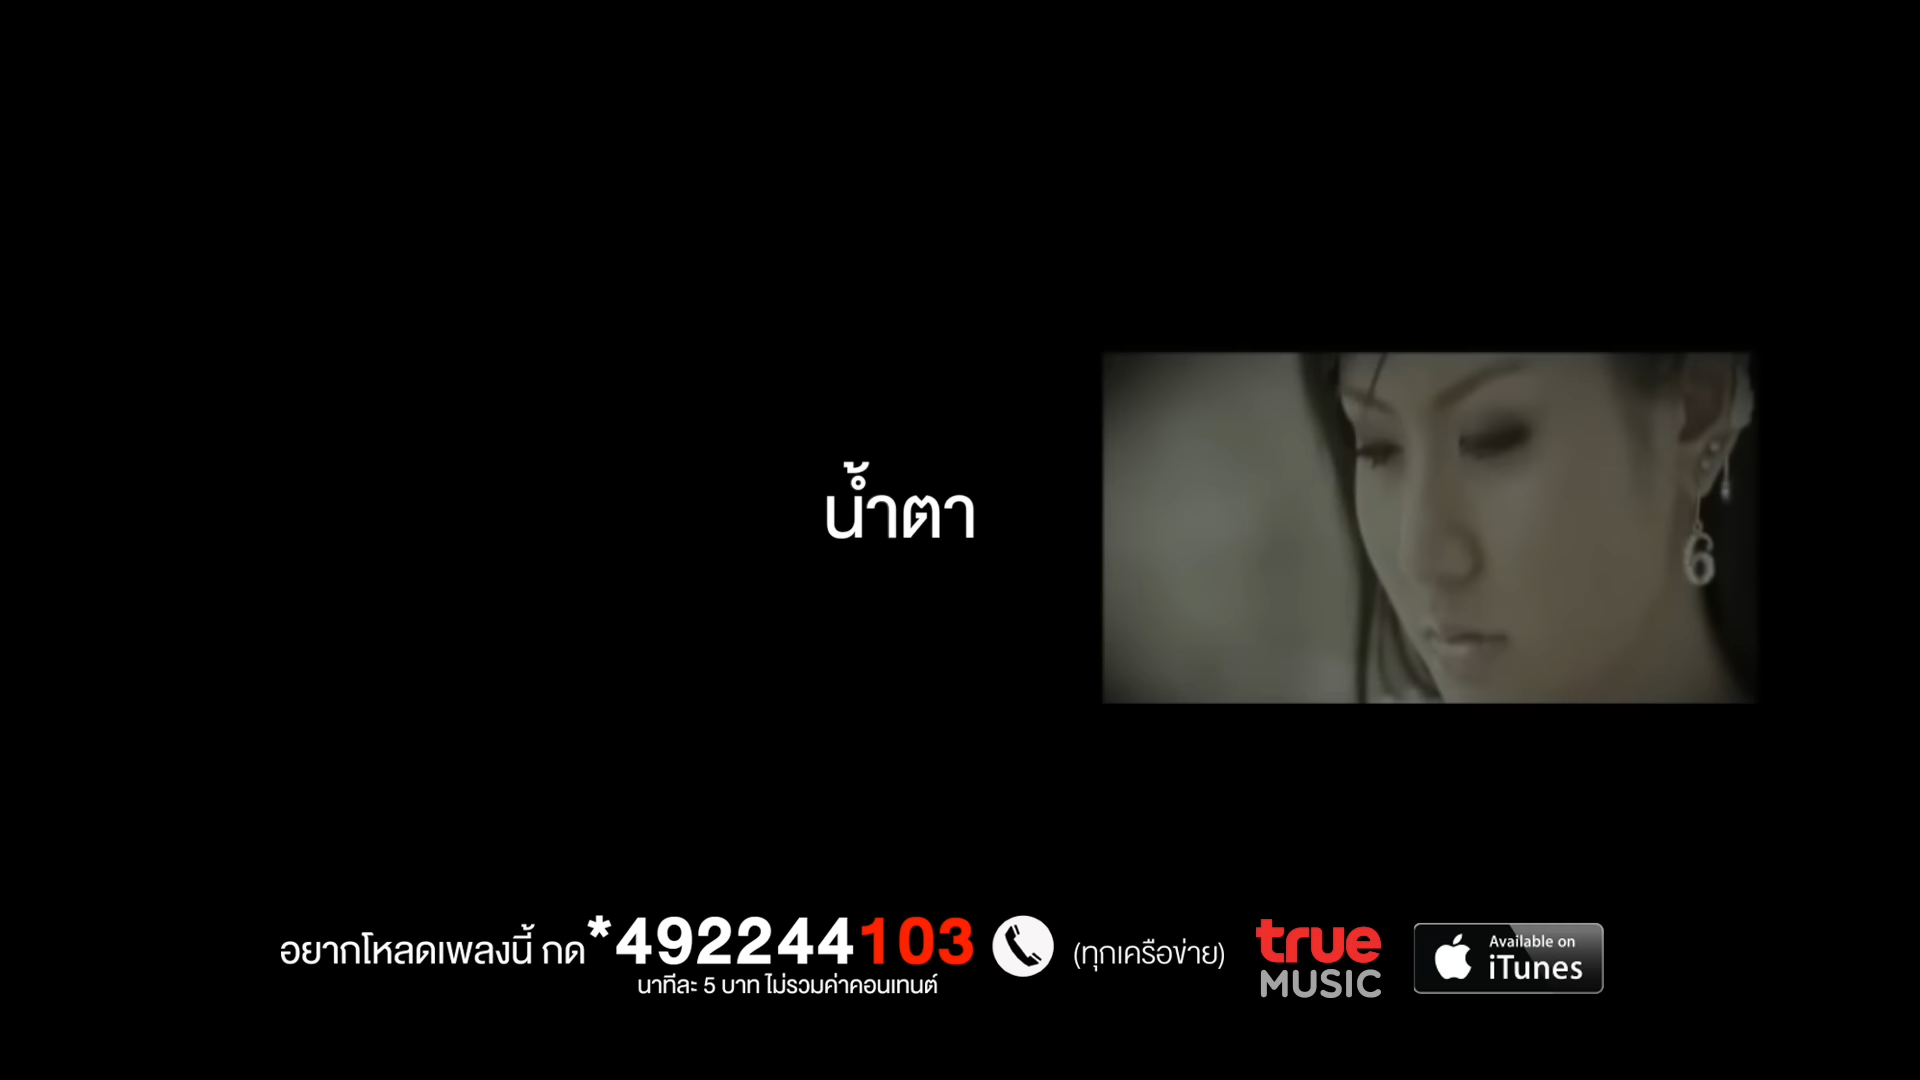 น้ำตา
6
อยากโหลดเพลงนี้ กด *492244103 (ทุกเครือข่าย)
นาทีละ 5 บาท ไม่รวมค่าคอนเทนต์
true
MUSIC
Available on
iTunes